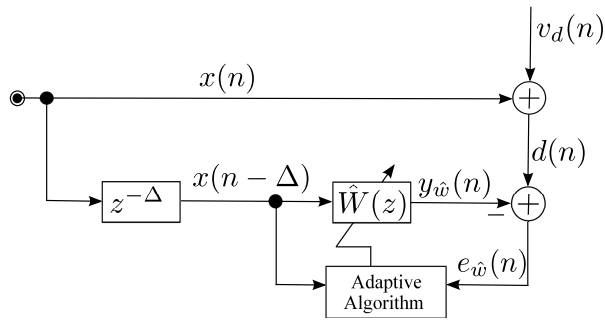 v_d(n)
x(n)
+
d(n)
z^{-Δ}
x(n − Δ)
Ŵ(z)
y_ŵ(n)
−
+
e_ŵ(n)
Adaptive
Algorithm